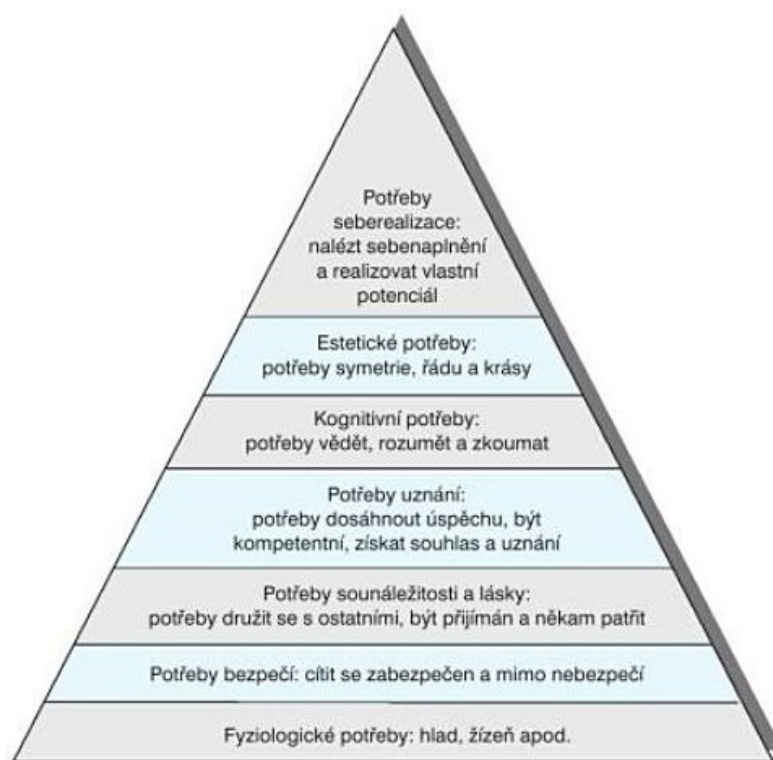 Potřeby
seberealizace:
nalézt sebenaplnění
a realizovat vlastní
potenciál
Estetické potřeby:
potřeby symetrie, řádu a krásy
Kognitivní potřeby:
potřeby vědět, rozumět a zkoumat
Potřeby uznání:
potřeby dosáhnout úspěchu, být
kompetentní, získat souhlas a uznání
Potřeby sounáležitosti a lásky:
potřeby družit se s ostatními, být přijímán a někam patřit
Potřeby bezpečí: cítit se zabezpečen a mimo nebezpečí
Fyziologické potřeby: hlad, žízeň apod.